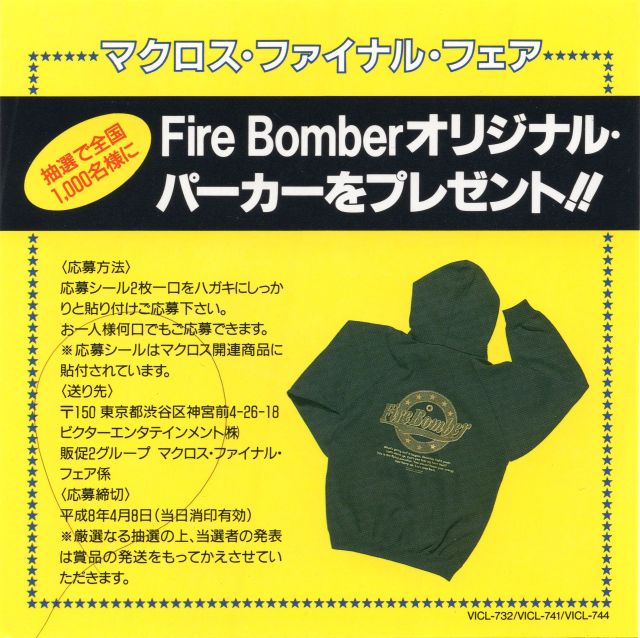 マクロス・ファイナル・フェア
抽選で全国
1,000名様に
Fire Bomberオリジナル・
パーカーをプレゼント!!
〈応募方法〉
応募シール2枚一口をハガキにしっか
りと貼り付けご応募下さい。
お一人様何口でもご応募できます。
※応募シールはマクロス開連商品に
貼付されています。
〈送り先〉
〒150 東京都渋谷区神宮前4-26-18
ビクターエンタテインメント㈱
販促2グループ マクロス・ファイナル・
フェア係
〈応募締切〉
平成8年4月8日(当日消印有効)
※厳選なる抽選の上、当選者の発表
は賞品の発送をもってかえさせてい
ただきます。
Fire Bomber
VICL-732/VICL-741/VICL-744